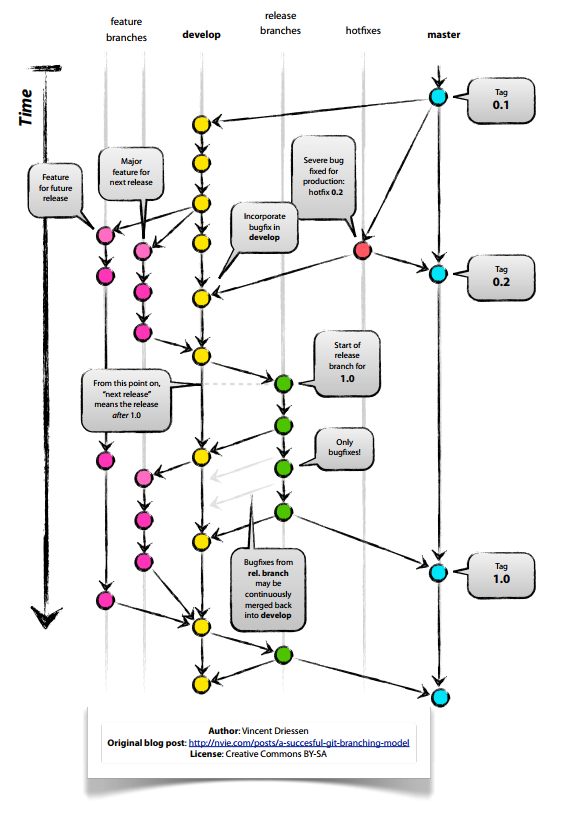 feature
branches
develop
release
branches
hotfixes
master
Time
Tag
0.1
Major
feature for
next release
Severe bug
fixed for
production:
hotfix 0.2
Feature
for future
release
Incorporate
bugfix in
develop
Tag
0.2
Start of
release
branch for
1.0
From this point on,
“next release”
means the release
after 1.0
Only
bugfixes!
Bugfixes from
rel. branch
may be
continuously
merged back
into develop
Tag
1.0
Author: Vincent Driessen
Original blog post: http://nvie.com/posts/a-succesful-git-branching-model
License: Creative Commons BY-SA